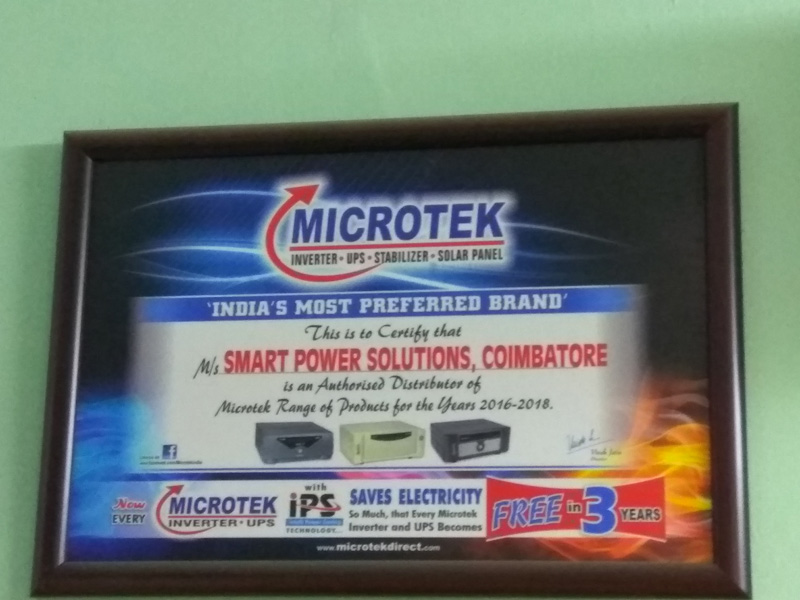 MICROTEK
INVERTER • UPS • STABILIZER • SOLAR PANEL
'INDIA'S MOST PREFERRED BRAND'
This is to Certify that
M/s SMART POWER SOLUTIONS, COIMBATORE
is an Authorised Distributor of
Microtek Range of Products for the Years 2016-2018.
Now
EVERY
MICROTEK
INVERTER • UPS
with
iPS
TECHNOLOGY...
SAVES ELECTRICITY
So Much, that Every Microtek
Inverter and UPS Becomes
FREE in 3 YEARS
www.microtekdirect.com